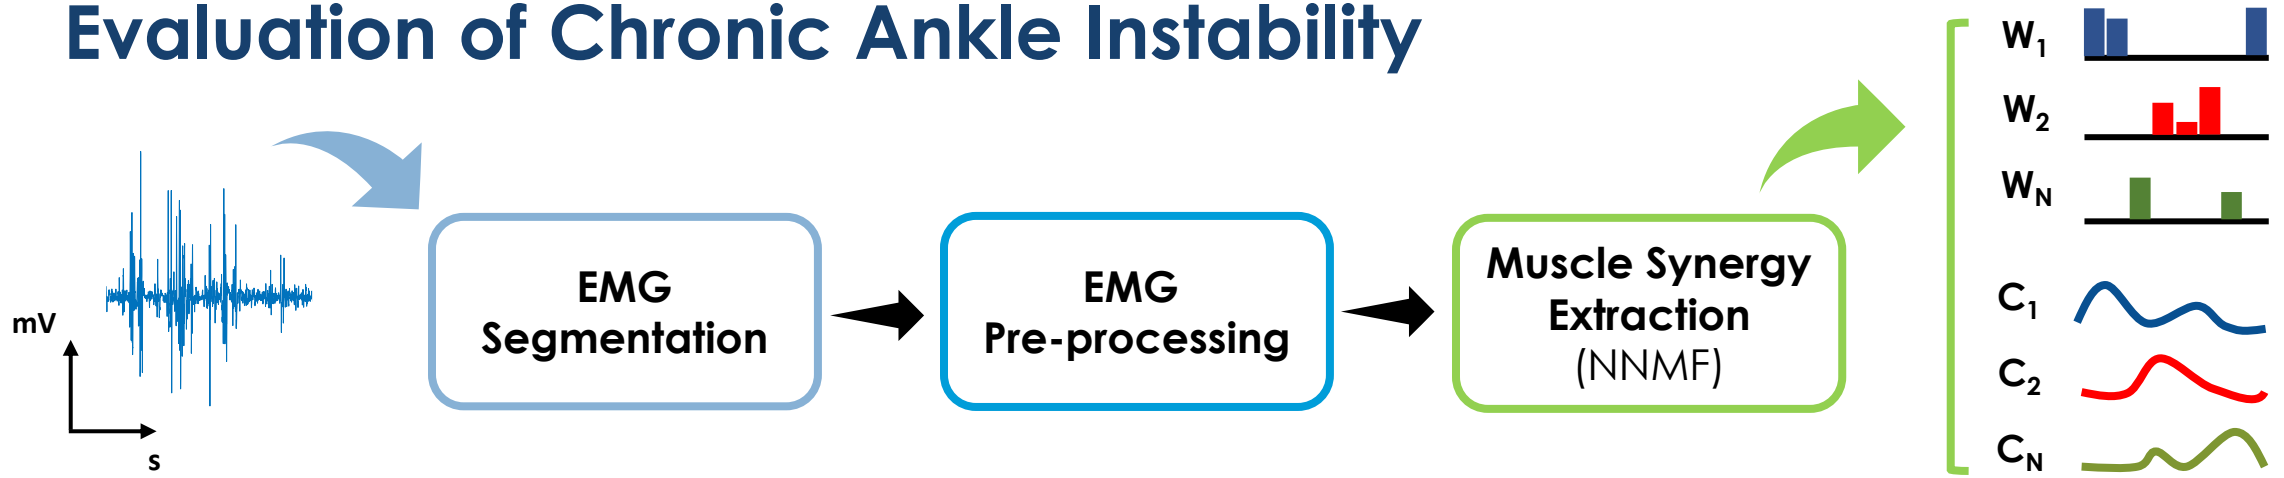 Evaluation of Chronic Ankle Instability
mV
s
EMG
Segmentation
EMG
Pre-processing
Muscle Synergy
Extraction
(NNMF)
W1
W2
WN
C1
C2
CN